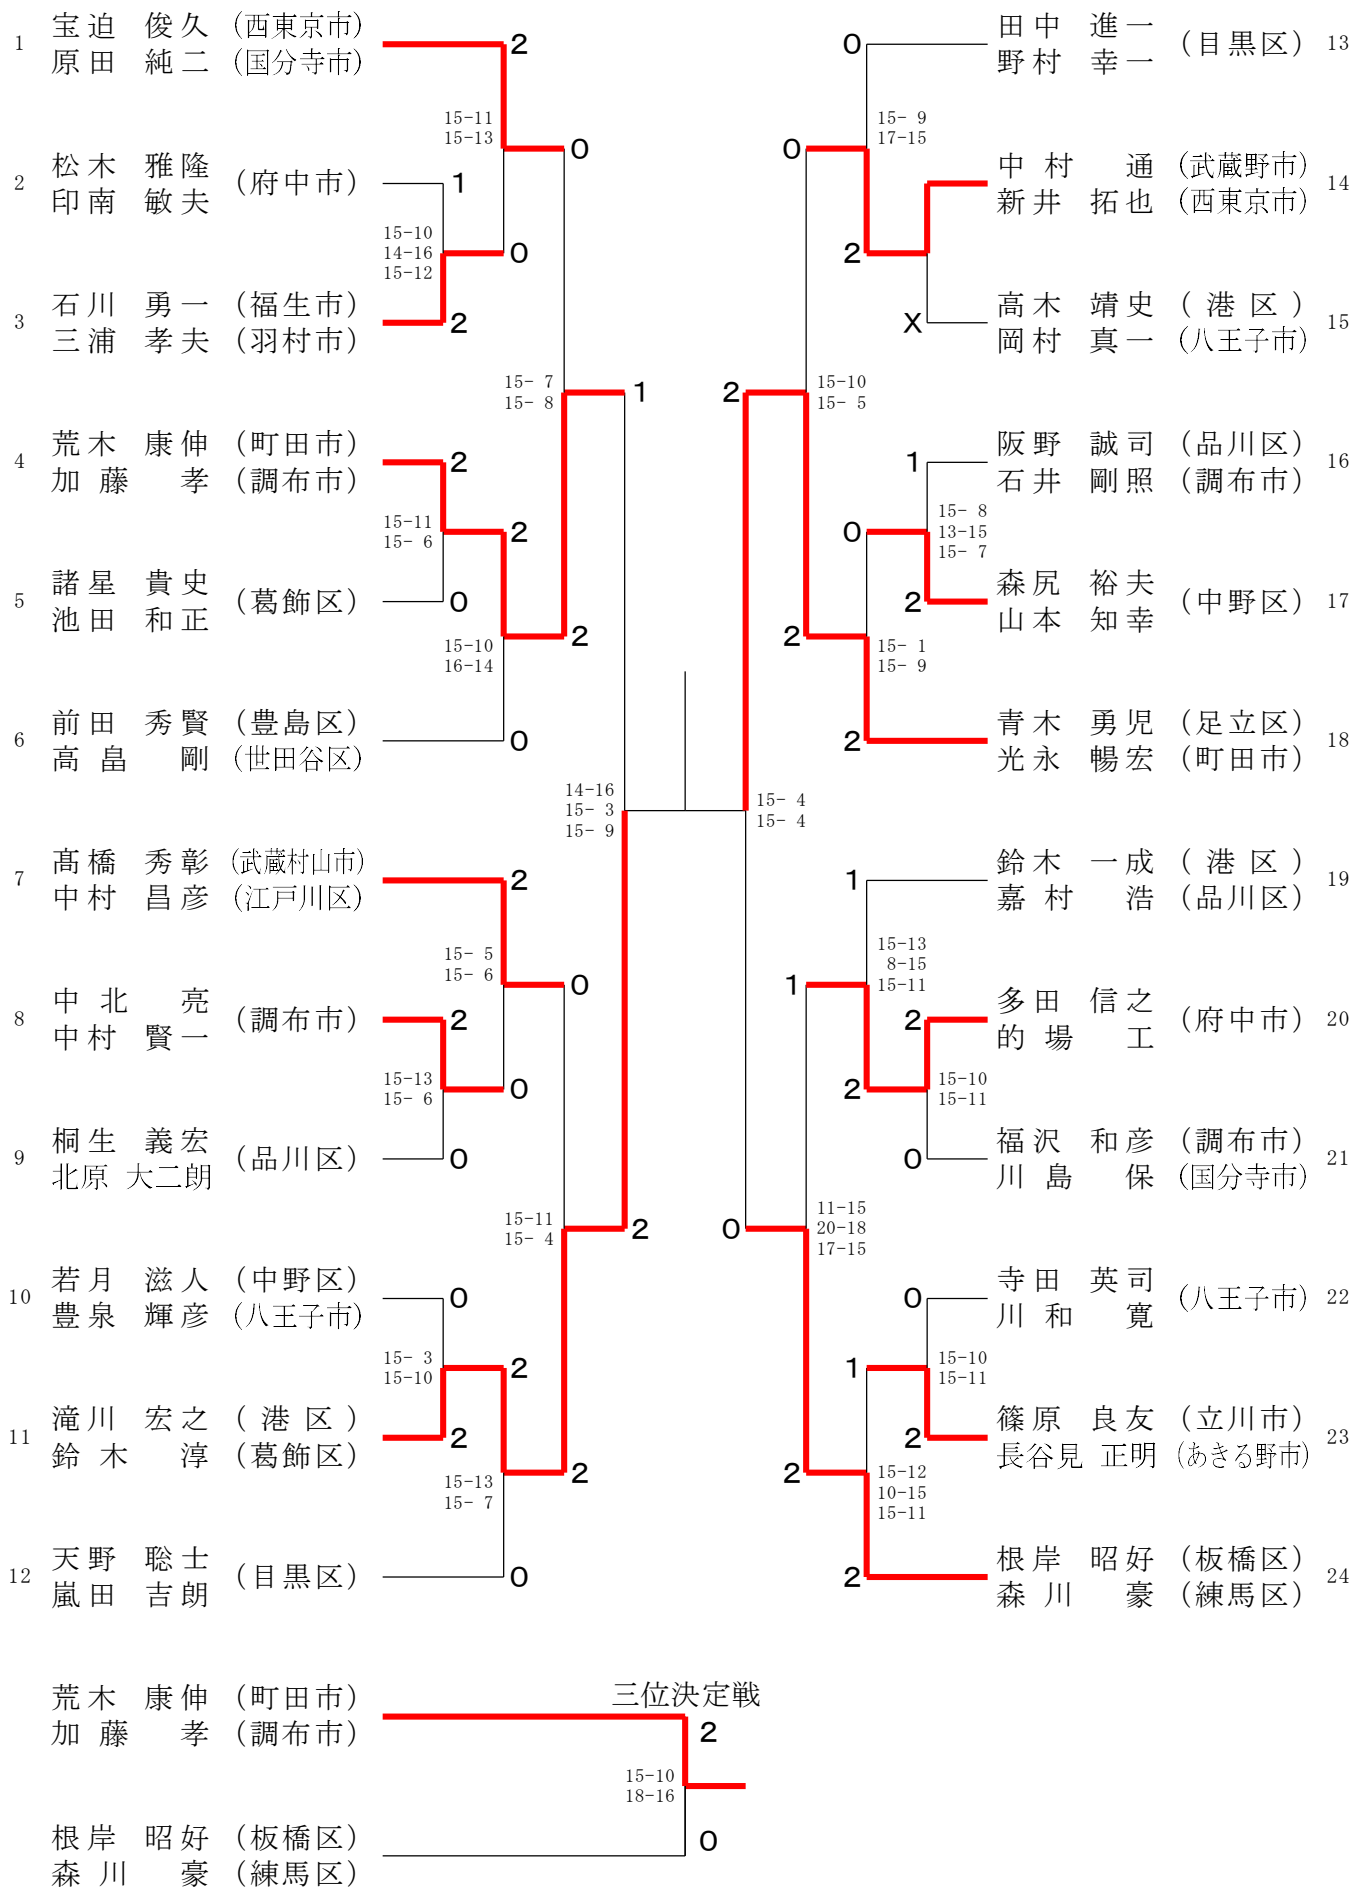 1 宝迫 俊久 (西東京市)
原田 純二 (国分寺市)
2
15-11
15-13
0
2 松木 雅隆 (府中市)
印南 敏夫
1
15-10
14-16
15-12
0
3 石川 勇一 (福生市)
三浦 孝夫 (羽村市)
2
15- 7
15- 8
1
4 荒木 康伸 (町田市)
加藤 孝 (調布市)
2
15-11
15- 6
2
5 諸星 貴史 (葛飾区)
池田 和正
0
15-10
16-14
2
6 前田 秀賢 (豊島区)
高畠 剛 (世田谷区)
0
14-16
15- 3
15- 9
7 髙橋 秀彰 (武蔵村山市)
中村 昌彦 (江戸川区)
2
15- 5
15- 6
0
8 中北 亮 (調布市)
中村 賢一
2
15-13
15- 6
0
9 桐生 義宏 (品川区)
北原 大二朗
0
15-11
15- 4
2
10 若月 滋人 (中野区)
豊泉 輝彦 (八王子市)
0
15- 3
15-10
2
11 滝川 宏之 (港区)
鈴木 淳 (葛飾区)
2
15-13
15- 7
2
12 天野 聡士 (目黒区)
嵐田 吉朗
0
0
田中 進一 (目黒区) 13
野村 幸一
15- 9
17-15
0
中村 通 (武蔵野市) 14
新井 拓也 (西東京市)
2
X
高木 靖史 (港区) 15
岡村 真一 (八王子市)
2
15-10
15- 5
1
阪野 誠司 (品川区) 16
石井 剛照 (調布市)
0
15- 8
13-15
15- 7
2
森尻 裕夫 (中野区) 17
山本 知幸
2
15- 1
15- 9
2
青木 勇児 (足立区) 18
光永 暢宏 (町田市)
15- 4
15- 4
1
鈴木 一成 (港区) 19
嘉村 浩 (品川区)
15-13
8-15
15-11
1
2
多田 信之 (府中市) 20
的場 工
2
15-10
15-11
0
福沢 和彦 (調布市) 21
川島 保 (国分寺市)
0
11-15
20-18
17-15
0
寺田 英司 (八王子市) 22
川和 寛
1
15-10
15-11
2
篠原 良友 (立川市) 23
長谷見 正明 (あきる野市)
2
15-12
10-15
15-11
2
根岸 昭好 (板橋区) 24
森川 豪 (練馬区)
三位決定戦
荒木 康伸 (町田市)
加藤 孝 (調布市)
2
15-10
18-16
0
根岸 昭好 (板橋区)
森川 豪 (練馬区)